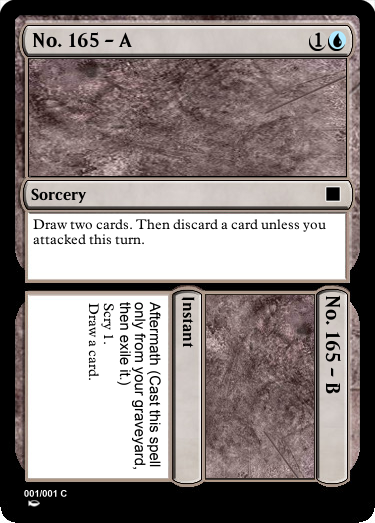 No. 165 – A
1
Sorcery
Draw two cards. Then discard a card unless you
attacked this turn.
No. 165 – B
Instant
Aftermath (Cast this spell
only from your graveyard,
then exile it.)
Scry 1.
Draw a card.
001/001 C